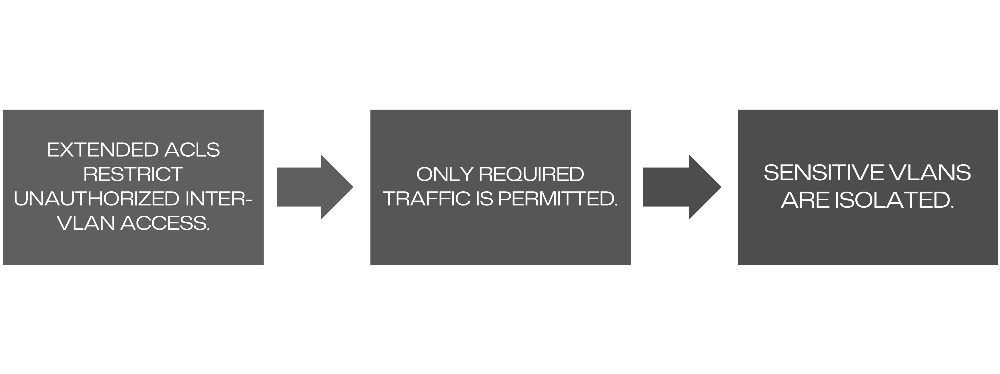 EXTENDED ACLS
RESTRICT
UNAUTHORIZED INTER-
VLAN ACCESS.
ONLY REQUIRED
TRAFFIC IS PERMITTED.
SENSITIVE VLANS
ARE ISOLATED.